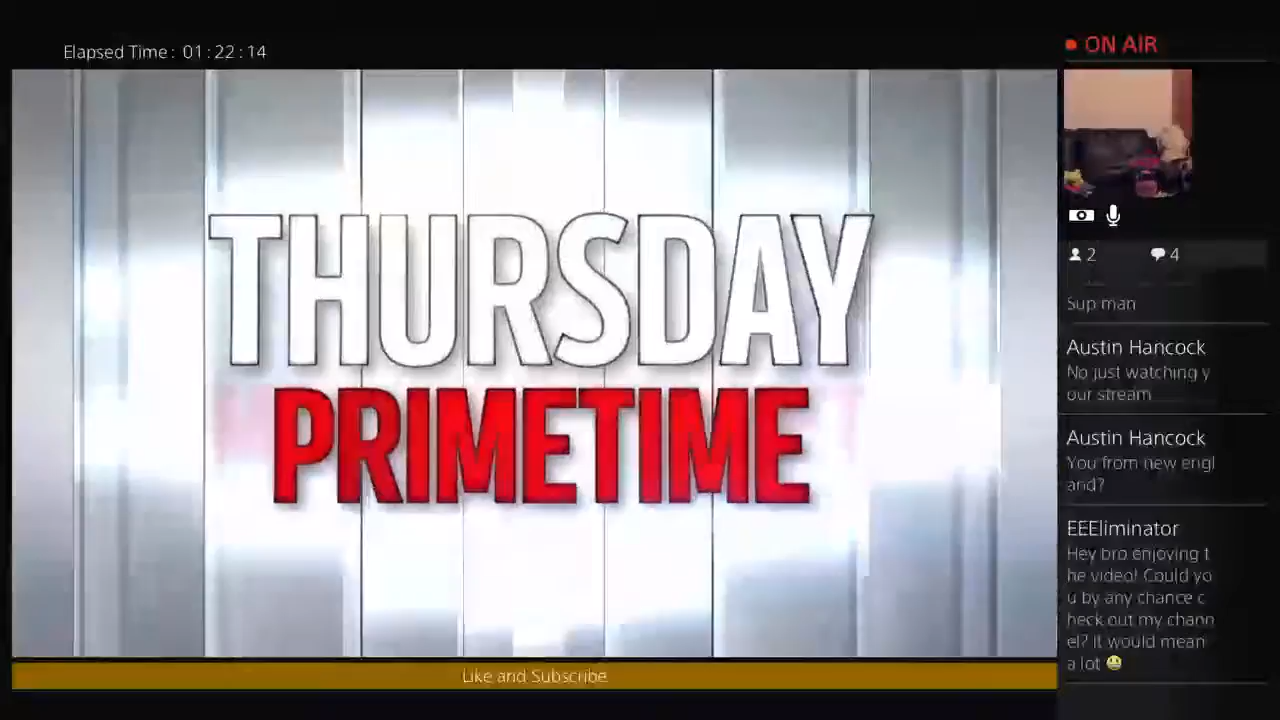 Elapsed Time: 01:22:14
ON AIR
THURSDAY
PRIMETIME
2
4
Sup man
Austin Hancock
No just watching y
our stream
Austin Hancock
You from new engl
and?
EEEliminator
Hey bro enjoying t
he video! Could yo
u by any chance c
heck out my chann
el? It would mean
a lot 😃
Like and Subscribe